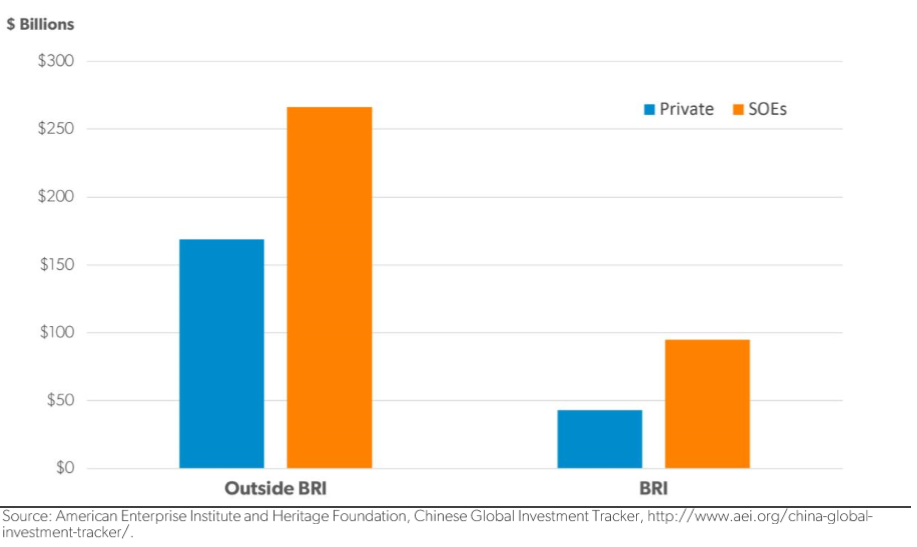 $ Billions
$300
Private SOEs
$250
$200
$150
$100
$50
$0
Outside BRI BRI
Source: American Enterprise Institute and Heritage Foundation, Chinese Global Investment Tracker, http://www.aei.org/china-global-
investment-tracker/.